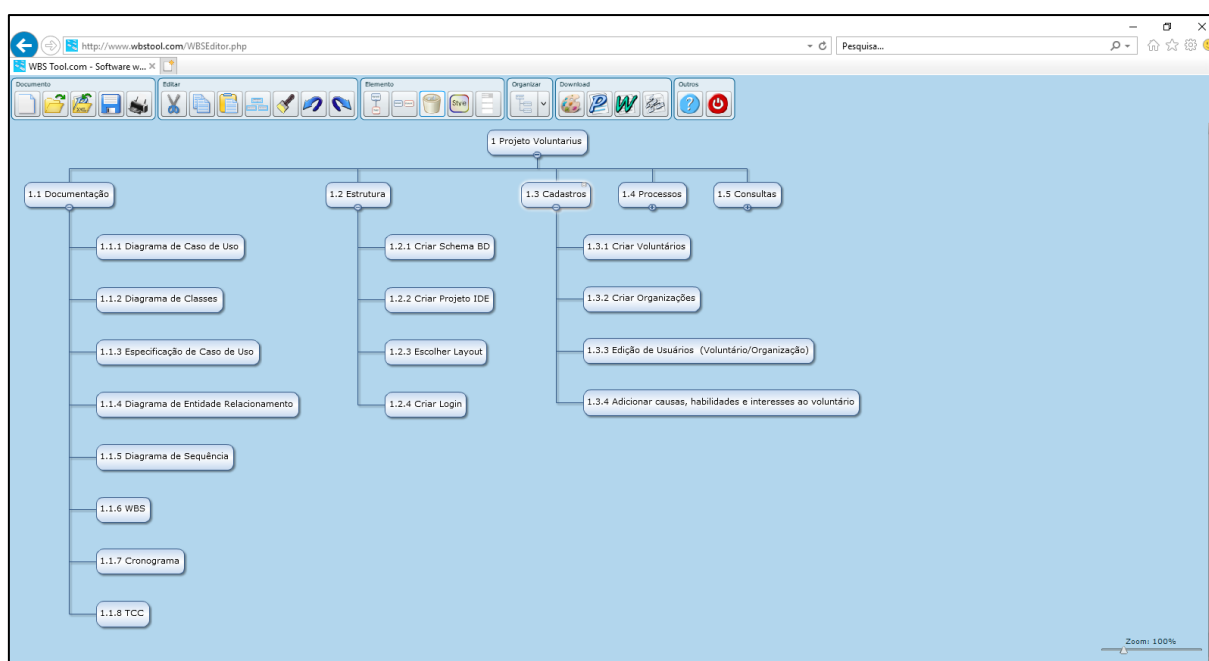 http://www.wbstool.com/WBSEditor.php
Pesquisa...
WBS Tool.com - Software w...
Documento
Editar
Elemento
Organizar
Download
Outros
Stve
1 Projeto Voluntarius
1.1 Documentação
1.2 Estrutura
1.3 Cadastros
1.4 Processos
1.5 Consultas
1.1.1 Diagrama de Caso de Uso
1.2.1 Criar Schema BD
1.3.1 Criar Voluntários
1.1.2 Diagrama de Classes
1.2.2 Criar Projeto IDE
1.3.2 Criar Organizações
1.1.3 Especificação de Caso de Uso
1.2.3 Escolher Layout
1.3.3 Edição de Usuários (Voluntário/Organização)
1.1.4 Diagrama de Entidade Relacionamento
1.2.4 Criar Login
1.3.4 Adicionar causas, habilidades e interesses ao voluntário
1.1.5 Diagrama de Sequência
1.1.6 WBS
1.1.7 Cronograma
1.1.8 TCC
Zoom: 100%